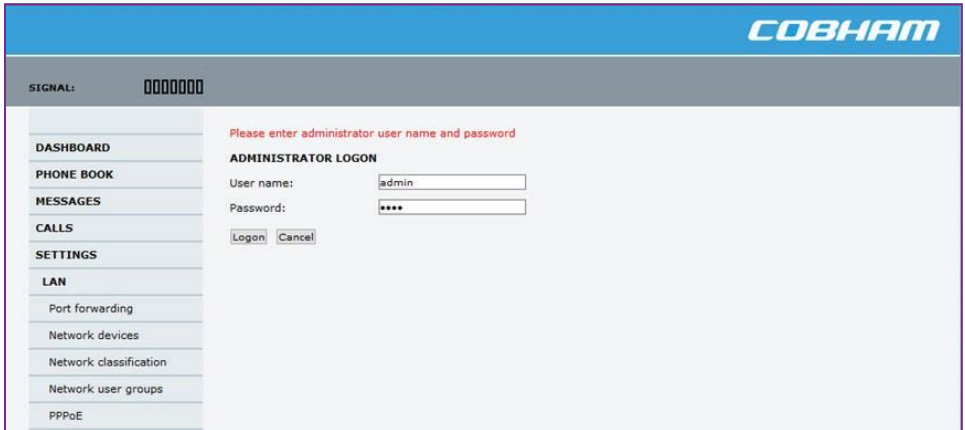 COBHAM
SIGNAL:
Please enter administrator user name and password
ADMINISTRATOR LOGON
User name: admin
Password: ••••
Logon Cancel
DASHBOARD
PHONE BOOK
MESSAGES
CALLS
SETTINGS
LAN
Port forwarding
Network devices
Network classification
Network user groups
PPPoE